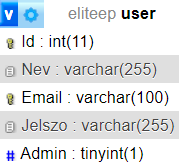 v eliteep user
Id : int(11)
Nev : varchar(255)
Email : varchar(100)
Jelszo : varchar(255)
# Admin : tinyint(1)